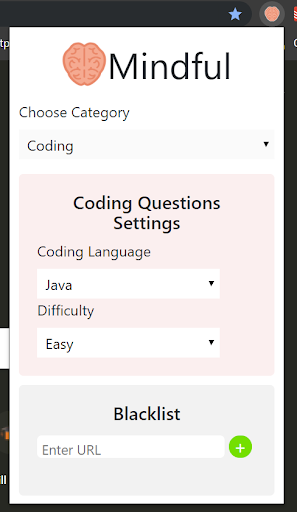 Mindful
Choose Category
Coding
Coding Questions
Settings
Coding Language
Java
Difficulty
Easy
Blacklist
Enter URL
+